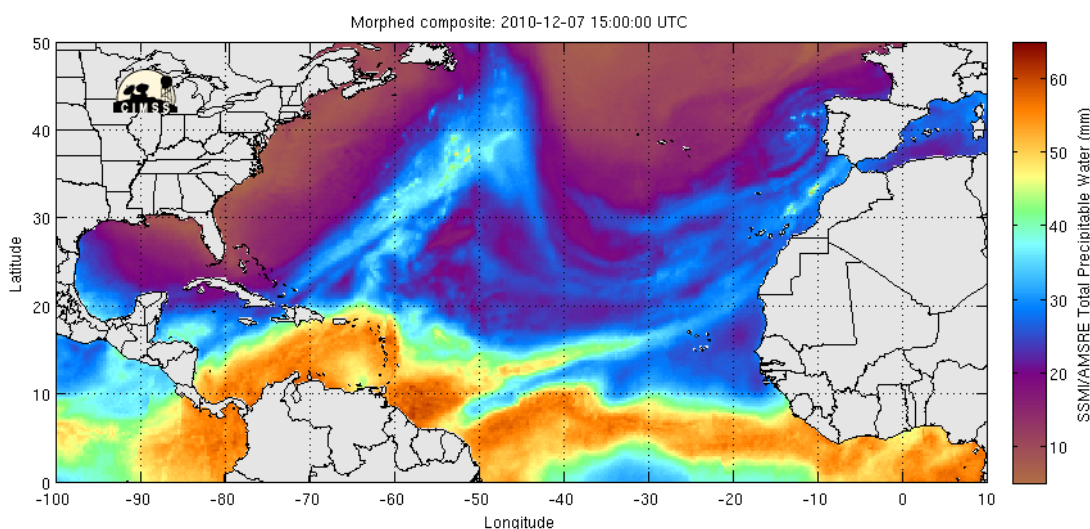 Morphed composite: 2010-12-07 15:00:00 UTC
50
40
30
20
10
0
Latitude
CIMSS
-100 -90 -80 -70 -60 -50 -40 -30 -20 -10 0 10
Longitude
60
50
40
30
20
10
SSMI/AMSRE Total Precipitable Water (mm)